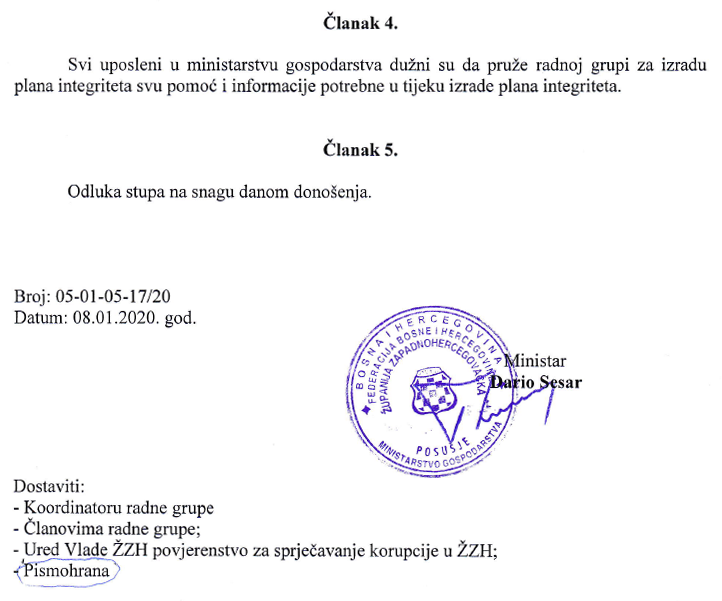 Članak 4.
Svi uposleni u ministarstvu gospodarstva dužni su da pruže radnoj grupi za izradu
plana integriteta svu pomoć i informacije potrebne u tijeku izrade plana integriteta.
Članak 5.
Odluka stupa na snagu danom donošenja.
Broj: 05-01-05-17/20
Datum: 08.01.2020. god.
BOSNA I HERCEGOVINA
FEDERACIJA BOSNE I HERCEGOVINE
ŽUPANIJA ZAPADNOHERCEGOVAČKA
POSUŠJE
MINISTARSTVO GOSPODARSTVA
Ministar
Dario Sesar
Dostaviti:
- Koordinatoru radne grupe
- Članovima radne grupe;
- Ured Vlade ŽZH povjerenstvo za sprječavanje korupcije u ŽZH;
- Pismohrana